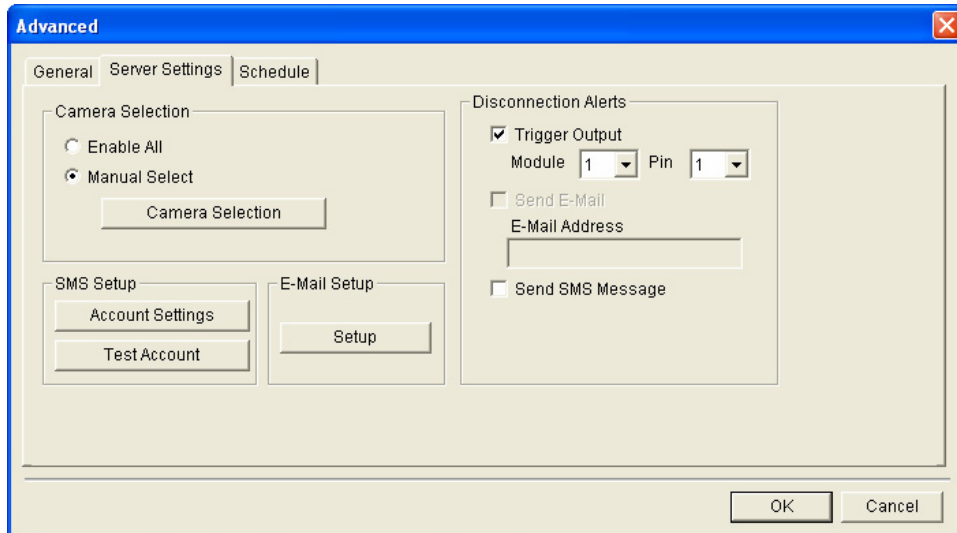 Advanced
General Server Settings Schedule
Camera Selection
Enable All
Manual Select
Camera Selection
SMS Setup
Account Settings
Test Account
E-Mail Setup
Setup
Disconnection Alerts
Trigger Output
Module 1 Pin 1
Send E-Mail
E-Mail Address
Send SMS Message
OK Cancel